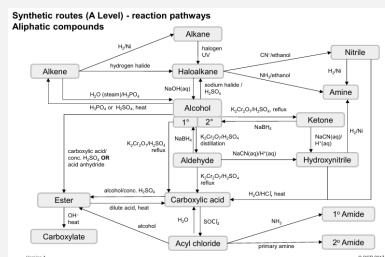 Synthetic routes (A Level) - reaction pathways
Aliphatic compounds
Alkane
H₂/Ni
halogen
UV
CN⁻/ethanol
Nitrile
Alkene
hydrogen halide
Haloalkane
NH₃/ethanol
H₂/Ni
NaOH(aq)
sodium halide /
H₂SO₄
Amine
H₂O (steam)/H₃PO₄
H₃PO₄ or H₂SO₄, heat
Alcohol
1° 2°
K₂Cr₂O₇/H₂SO₄, reflux
NaBH₄
Ketone
H₂/Ni
carboxylic acid/
conc. H₂SO₄ OR
acid anhydride
K₂Cr₂O₇/H₂SO₄
reflux
NaBH₄
K₂Cr₂O₇/H₂SO₄
distillation
NaCN(aq)/
H⁺(aq)
Aldehyde
NaCN(aq)/H⁺(aq)
Hydroxynitrile
K₂Cr₂O₇/H₂SO₄
reflux
alcohol/conc. H₂SO₄
H₂O/HCl, heat
Ester
dilute acid, heat
Carboxylic acid
OH⁻
heat
alcohol
H₂O
SOCl₂
NH₃
1° Amide
Carboxylate
Acyl chloride
primary amine
2° Amide